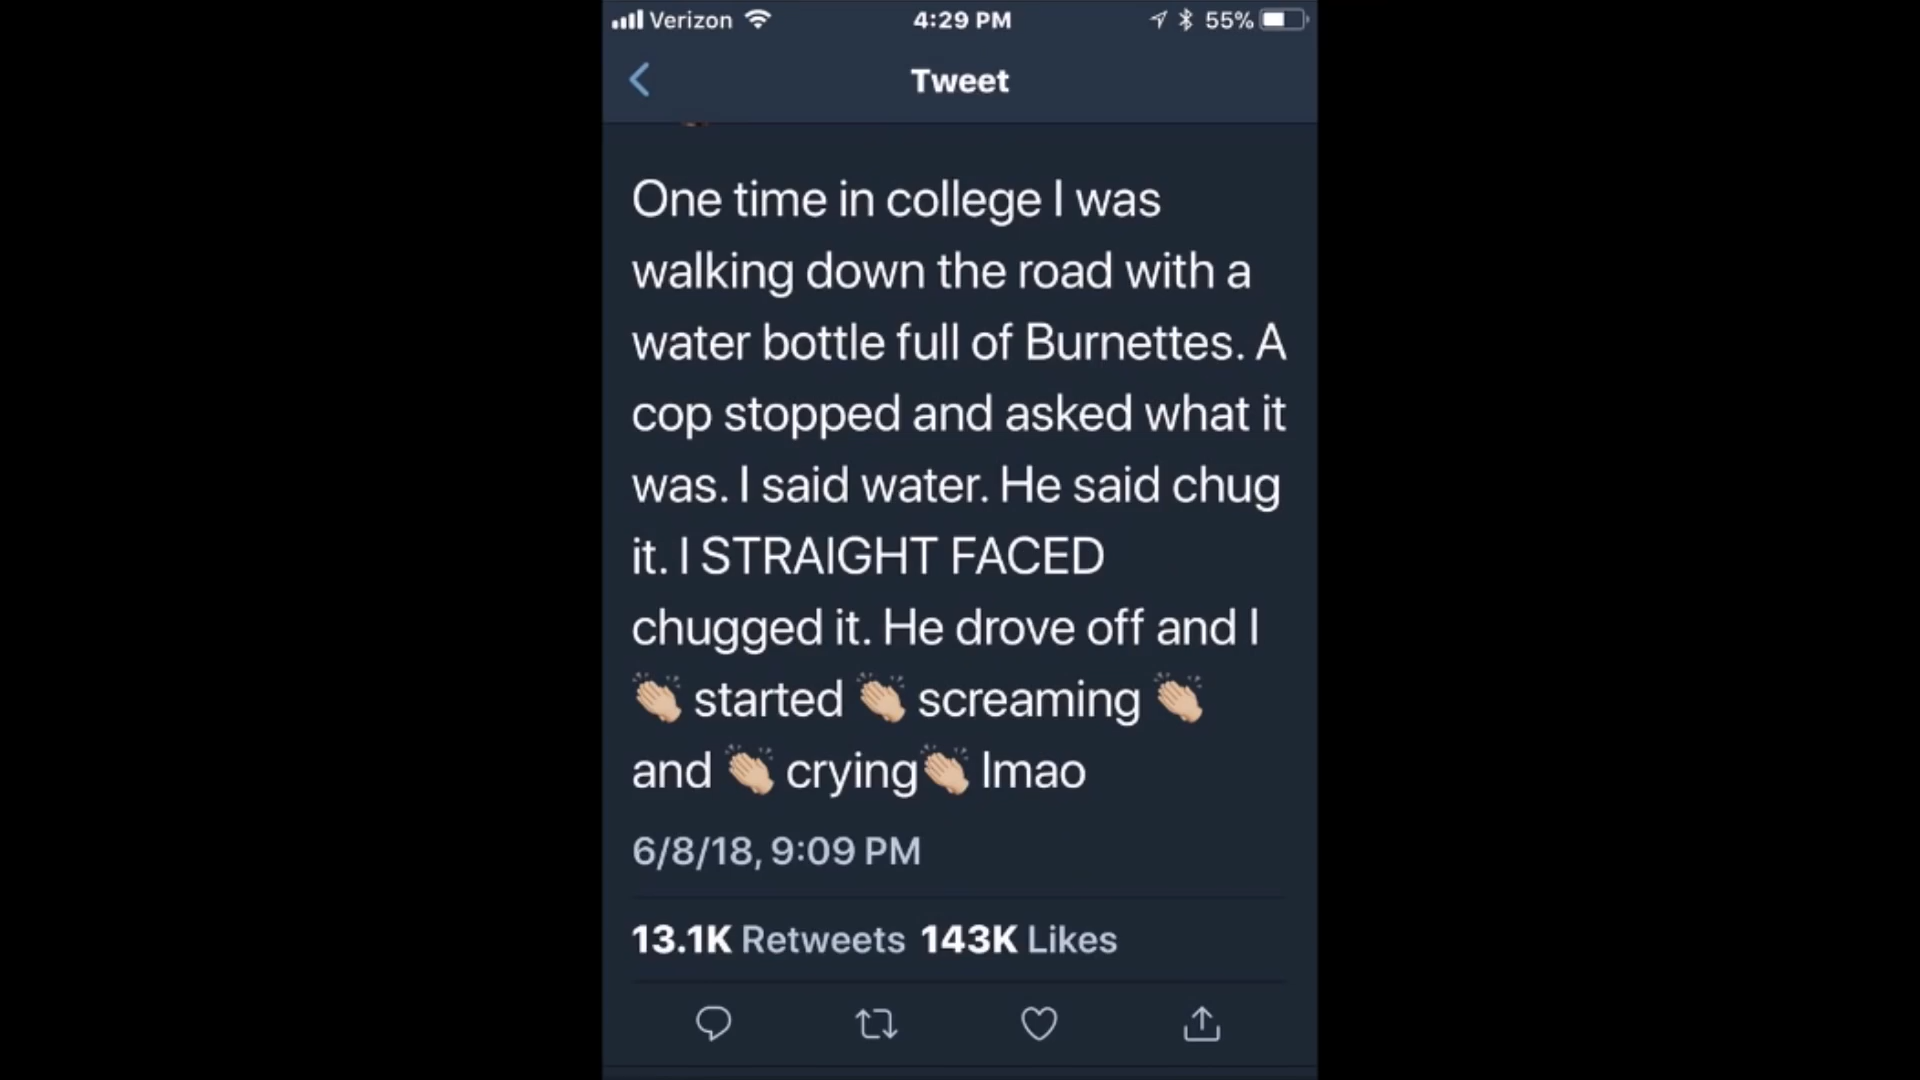 Verizon 4:29 PM 55%
Tweet
One time in college I was
walking down the road with a
water bottle full of Burnettes. A
cop stopped and asked what it
was. I said water. He said chug
it. I STRAIGHT FACED
chugged it. He drove off and I
👏🏼 started 👏🏼 screaming 👏🏼
and 👏🏼 crying👏🏼 lmao
6/8/18, 9:09 PM
13.1K Retweets 143K Likes